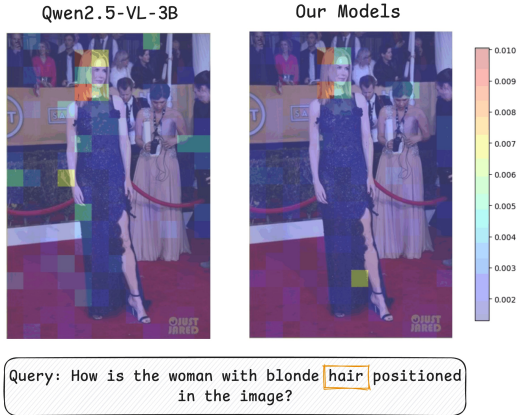 Qwen2.5-VL-3B
Our Models
0.010
0.009
0.008
0.007
0.006
0.005
0.004
0.003
0.002
JUST
JARED
JUST
JARED
Query: How is the woman with blonde hair positioned
in the image?